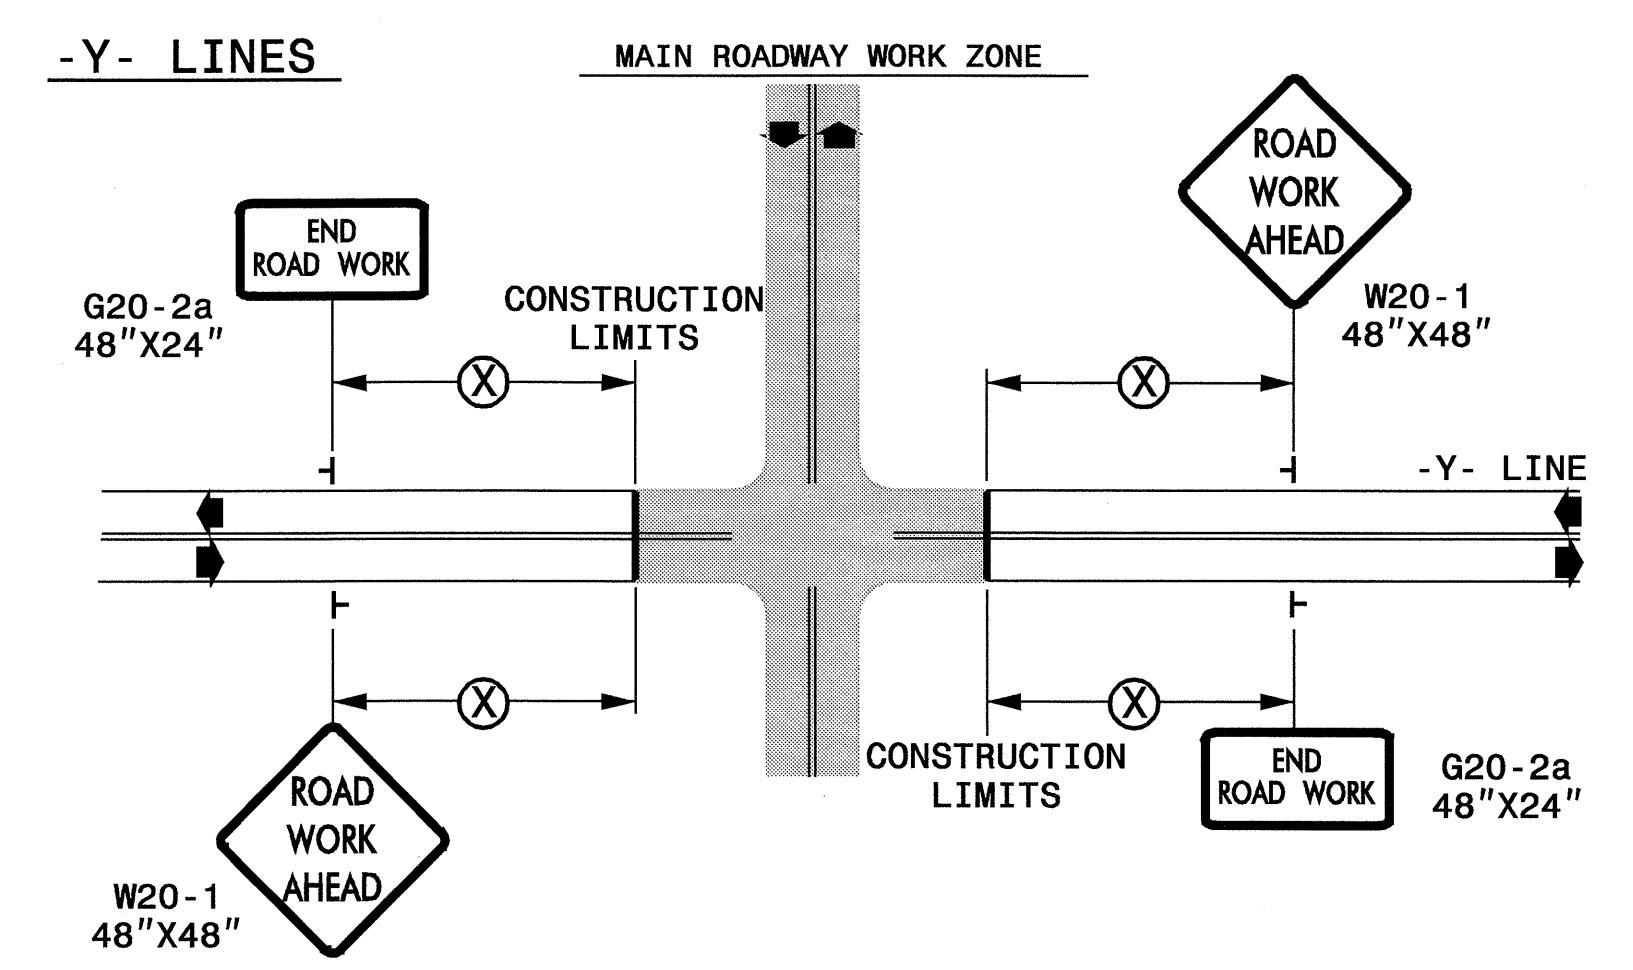 -Y- LINES
MAIN ROADWAY WORK ZONE
ROAD
WORK
AHEAD
END
ROAD WORK
G20-2a
48"X24"
CONSTRUCTION
LIMITS
W20-1
48"X48"
X
X
-Y- LINE
X
X
CONSTRUCTION
LIMITS
END
ROAD WORK
G20-2a
48"X24"
ROAD
WORK
AHEAD
W20-1
48"X48"